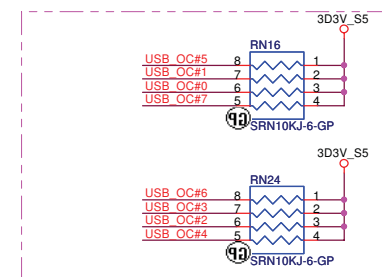 3D3V_S5
RN16
USB_OC#5 8 1
USB_OC#1 7 2
USB_OC#0 6 3
USB_OC#7 5 4
GP SRN10KJ-6-GP
3D3V_S5
RN24
USB_OC#6 8 1
USB_OC#3 7 2
USB_OC#2 6 3
USB_OC#4 5 4
GP SRN10KJ-6-GP